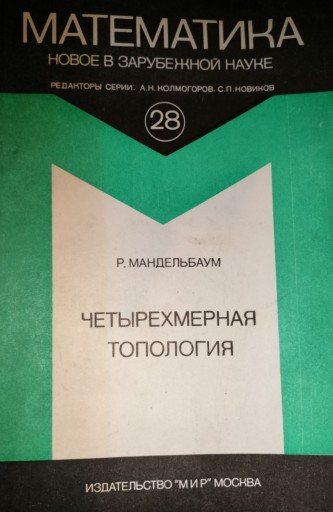 МАТЕМАТИКА
НОВОЕ В ЗАРУБЕЖНОЙ НАУКЕ
РЕДАКТОРЫ СЕРИИ: А.Н. КОЛМОГОРОВ, С.П. НОВИКОВ
28
Р. МАНДЕЛЬБАУМ
ЧЕТЫРЕХМЕРНАЯ
ТОПОЛОГИЯ
ИЗДАТЕЛЬСТВО "МИР" МОСКВА